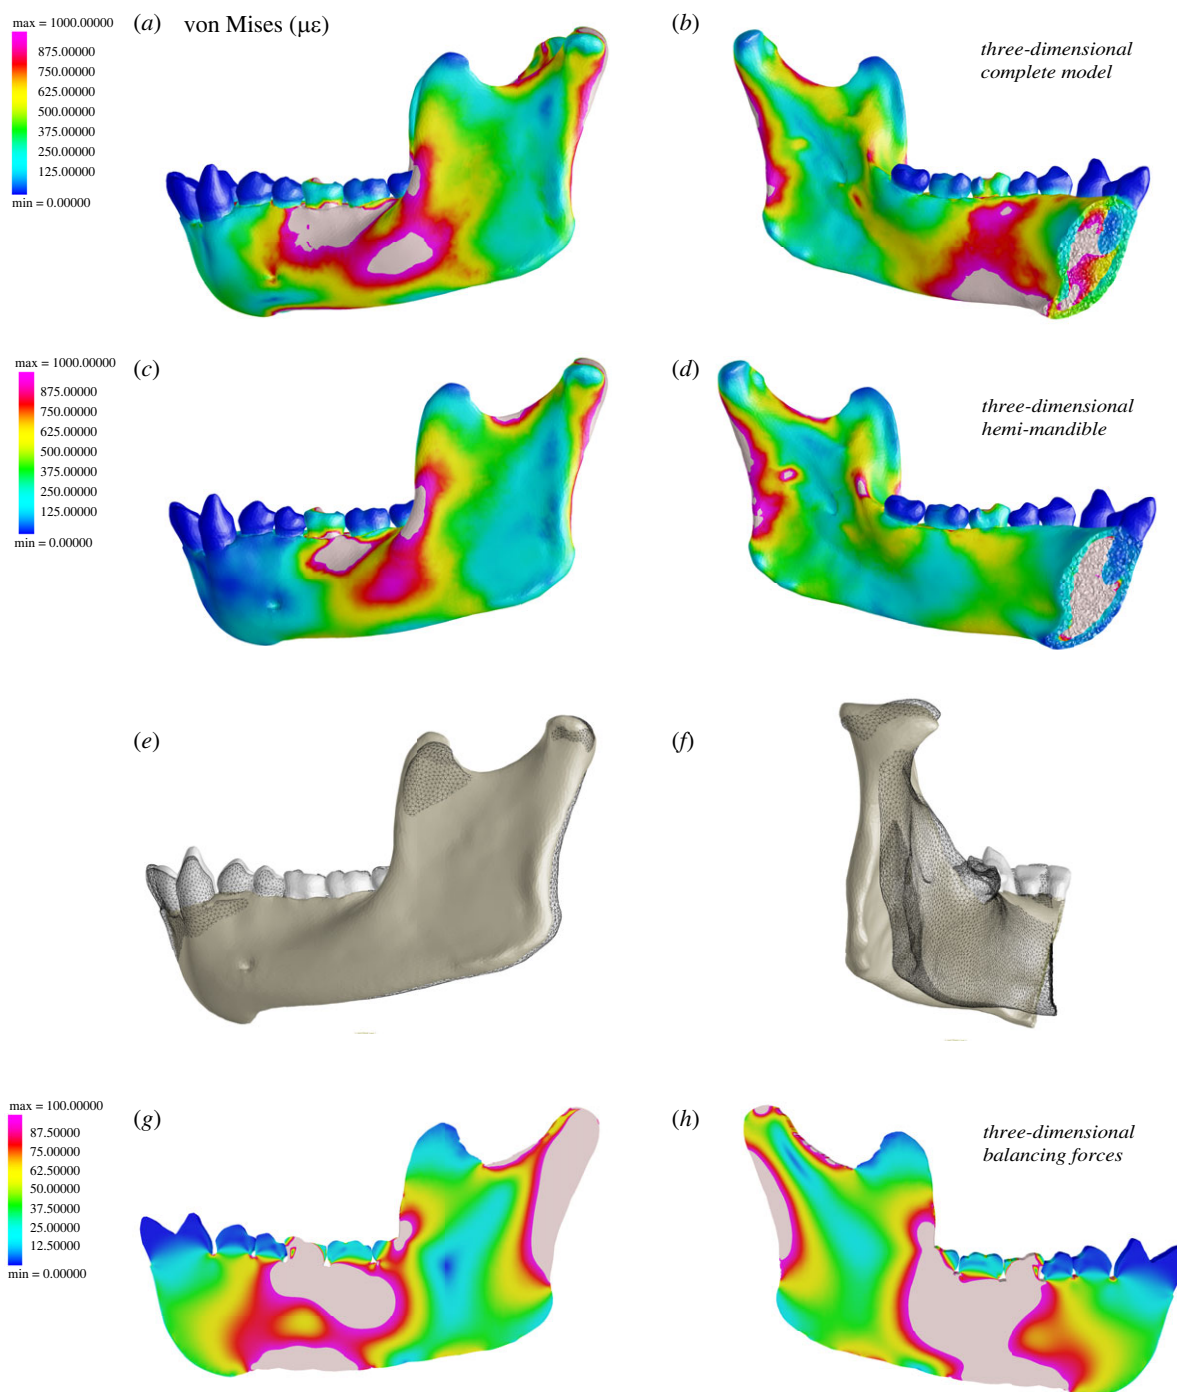 max = 1000.00000
875.00000
750.00000
625.00000
500.00000
375.00000
250.00000
125.00000
min = 0.00000
(a) von Mises (µε)
(b)
three-dimensional
complete model
max = 1000.00000
875.00000
750.00000
625.00000
500.00000
375.00000
250.00000
125.00000
min = 0.00000
(c)
(d)
three-dimensional
hemi-mandible
(e)
(f)
max = 100.00000
87.50000
75.00000
62.50000
50.00000
37.50000
25.00000
12.50000
min = 0.00000
(g)
(h)
three-dimensional
balancing forces